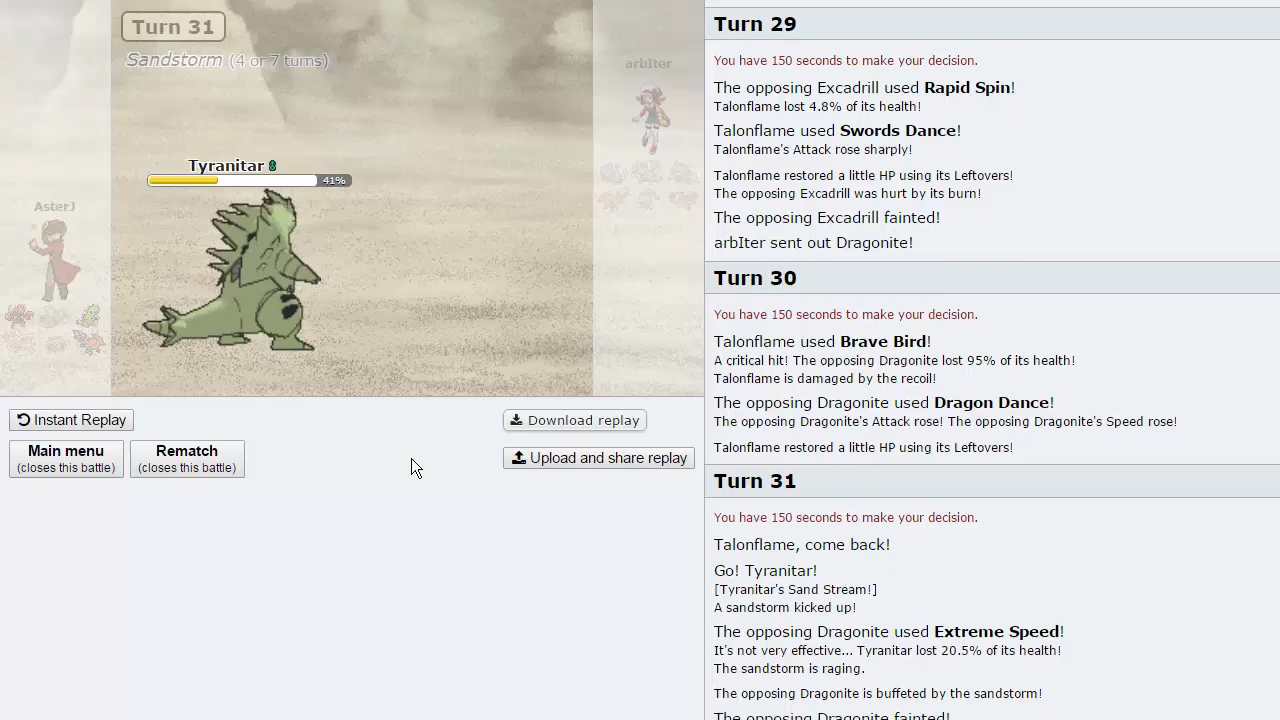 Turn 31
Sandstorm (4 or 7 turns)
arbIter
Tyranitar
41%
AsterJ
Instant Replay
Download replay
Main menu
(closes this battle)
Rematch
(closes this battle)
Upload and share replay
Turn 29
You have 150 seconds to make your decision.
The opposing Excadrill used Rapid Spin!
Talonflame lost 4.8% of its health!
Talonflame used Swords Dance!
Talonflame's Attack rose sharply!
Talonflame restored a little HP using its Leftovers!
The opposing Excadrill was hurt by its burn!
The opposing Excadrill fainted!
arbIter sent out Dragonite!
Turn 30
You have 150 seconds to make your decision.
Talonflame used Brave Bird!
A critical hit! The opposing Dragonite lost 95% of its health!
Talonflame is damaged by the recoil!
The opposing Dragonite used Dragon Dance!
The opposing Dragonite's Attack rose! The opposing Dragonite's Speed rose!
Talonflame restored a little HP using its Leftovers!
Turn 31
You have 150 seconds to make your decision.
Talonflame, come back!
Go! Tyranitar!
[Tyranitar's Sand Stream!]
A sandstorm kicked up!
The opposing Dragonite used Extreme Speed!
It's not very effective... Tyranitar lost 20.5% of its health!
The sandstorm is raging.
The opposing Dragonite is buffeted by the sandstorm!
The opposing Dragonite fainted!